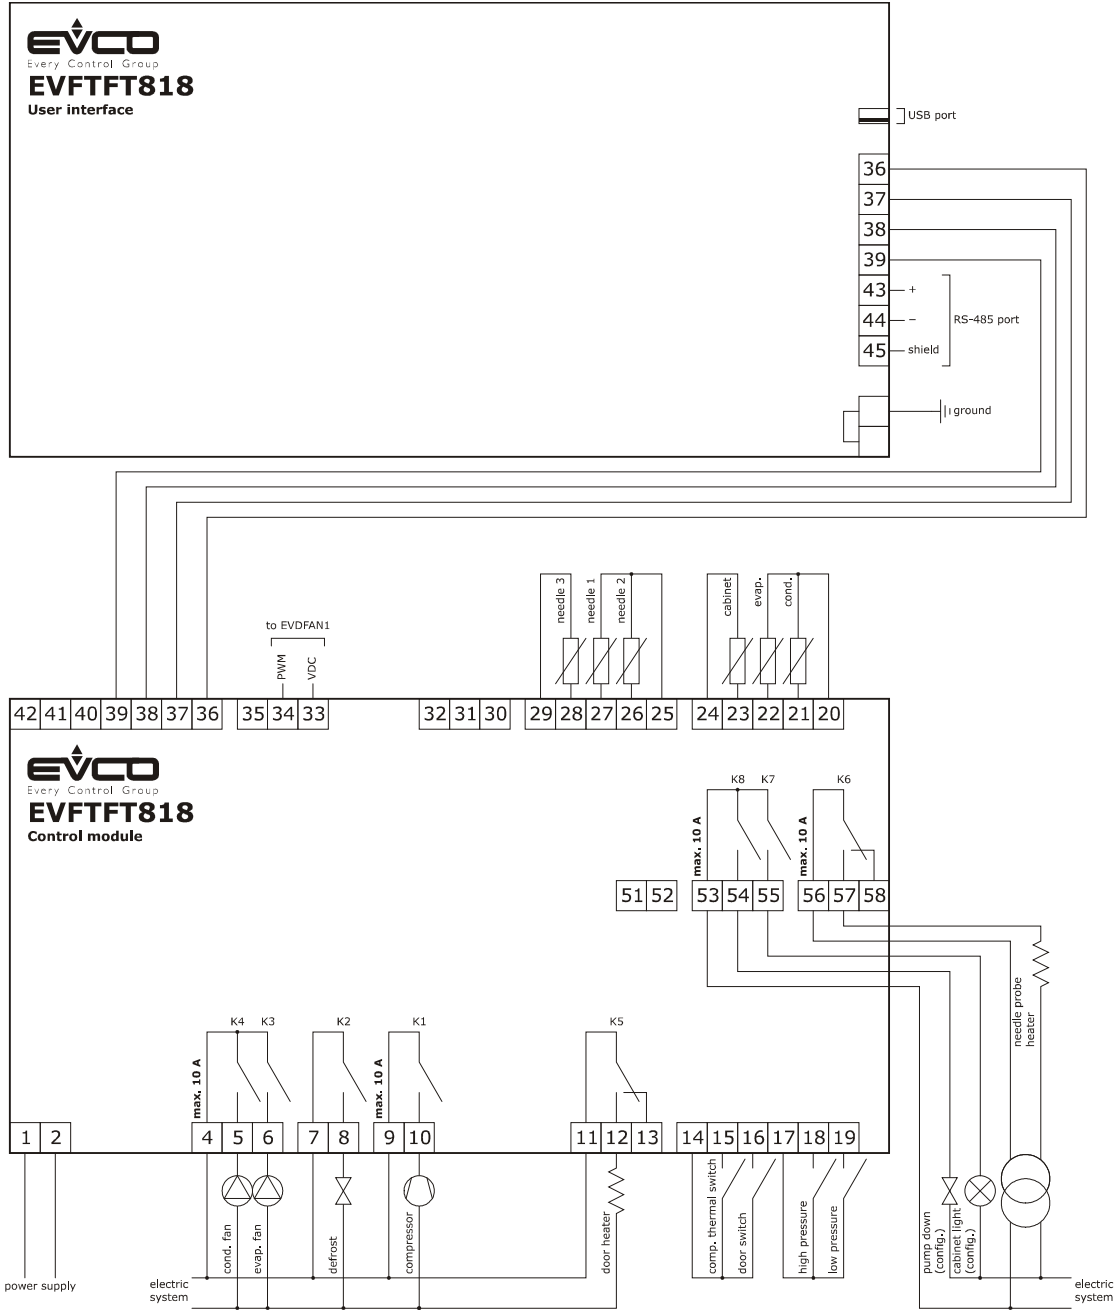 EVCO
Every Control Group
EVFTFT818
User interface
USB port
36
37
38
39
43 +
44 –
45 shield
RS-485 port
ground
needle 3
needle 1
needle 2
cabinet
evap.
cond.
to EVDFAN1
PWM
VDC
42 41 40 39 38 37 36 35 34 33 32 31 30 29 28 27 26 25 24 23 22 21 20
EVCO
Every Control Group
EVFTFT818
Control module
K8 K7 K6
max. 10 A
max. 10 A
51 52 53 54 55 56 57 58
needle probe
heater
K4 K3 K2 K1 K5
max. 10 A
max. 10 A
1 2 4 5 6 7 8 9 10 11 12 13 14 15 16 17 18 19
cond. fan
evap. fan
defrost
compressor
door heater
comp. thermal switch
door switch
high pressure
low pressure
pump down
(config.)
cabinet light
(config.)
power supply
electric
system
electric
system